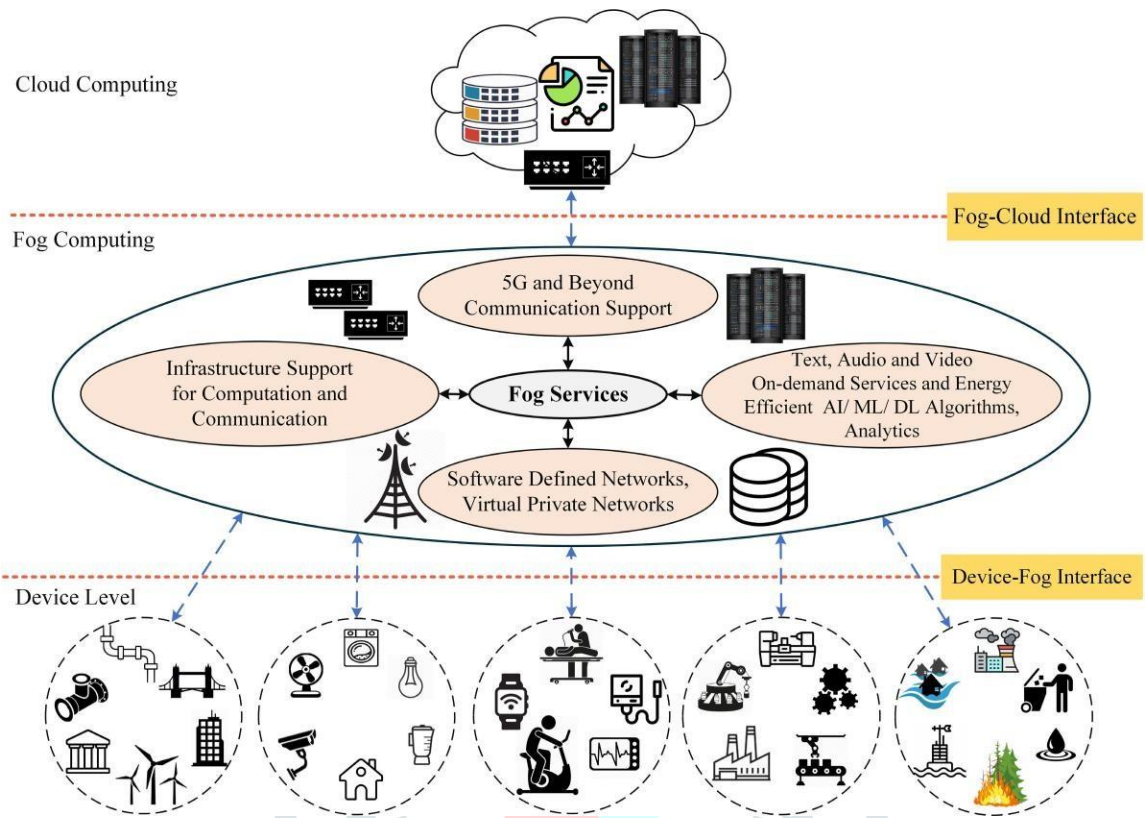 Cloud Computing
Fog-Cloud Interface
Fog Computing
5G and Beyond
Communication Support
Infrastructure Support
for Computation and
Communication
Fog Services
Text, Audio and Video
On-demand Services and Energy
Efficient AI/ ML/ DL Algorithms,
Analytics
Software Defined Networks,
Virtual Private Networks
Device-Fog Interface
Device Level